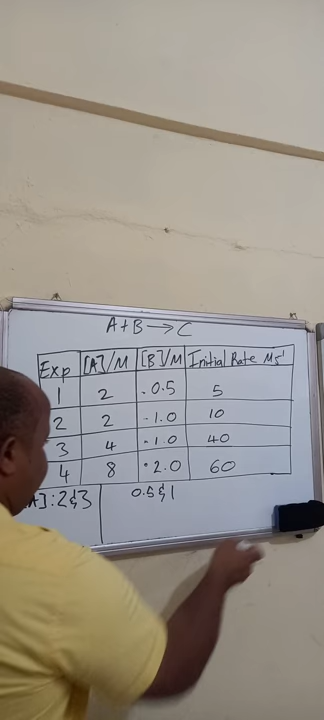 A+B → C
Exp [A]/M [B]/M Initial Rate Ms⁻¹
1 2 0.5 5
2 2 1.0 10
3 4 1.0 40
4 8 2.0 60
A]: 2&3 0.5&1